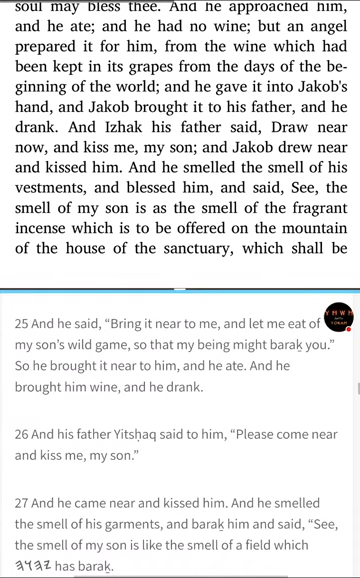 soul may bless thee. And he approached him,
and he ate; and he had no wine; but an angel
prepared it for him, from the wine which had
been kept in its grapes from the days of the be-
ginning of the world; and he gave it into Jakob's
hand, and Jakob brought it to his father, and he
drank. And Izhak his father said, Draw near
now, and kiss me, my son; and Jakob drew near
and kissed him. And he smelled the smell of his
vestments, and blessed him, and said, See, the
smell of my son is as the smell of the fragrant
incense which is to be offered on the mountain
of the house of the sanctuary, which shall be
Y M W M
TORAH
25 And he said, “Bring it near to me, and let me eat of
my son’s wild game, so that my being might baraḵ you.”
So he brought it near to him, and he ate. And he
brought him wine, and he drank.
26 And his father Yitsḥaq said to him, “Please come near
and kiss me, my son.”
27 And he came near and kissed him. And he smelled
the smell of his garments, and baraḵ him and said, “See,
the smell of my son is like the smell of a field which
𐤉𐤄𐤅𐤄 has baraḵ.